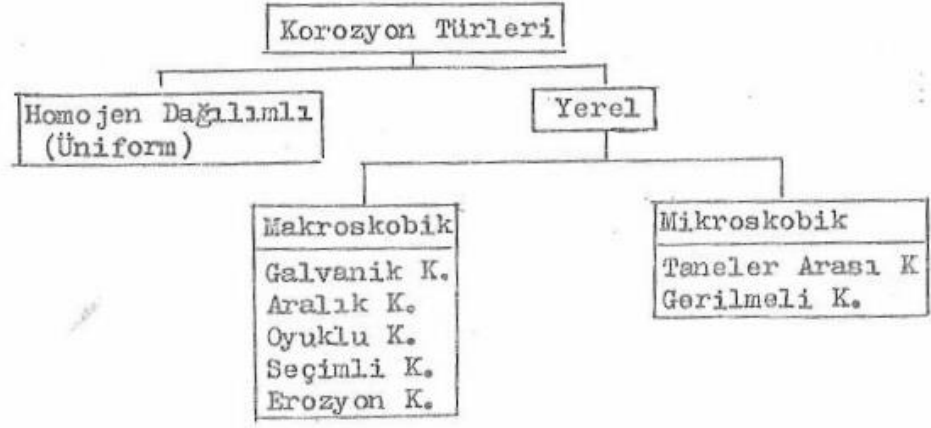 Korozyon Türleri
Homojen Dağılımlı
(Üniform)
Yerel
Makroskobik
Galvanik K.
Aralık K.
Oyuklu K.
Seçimli K.
Erozyon K.
Mikroskobik
Taneler Arası K
Gerilmeli K.